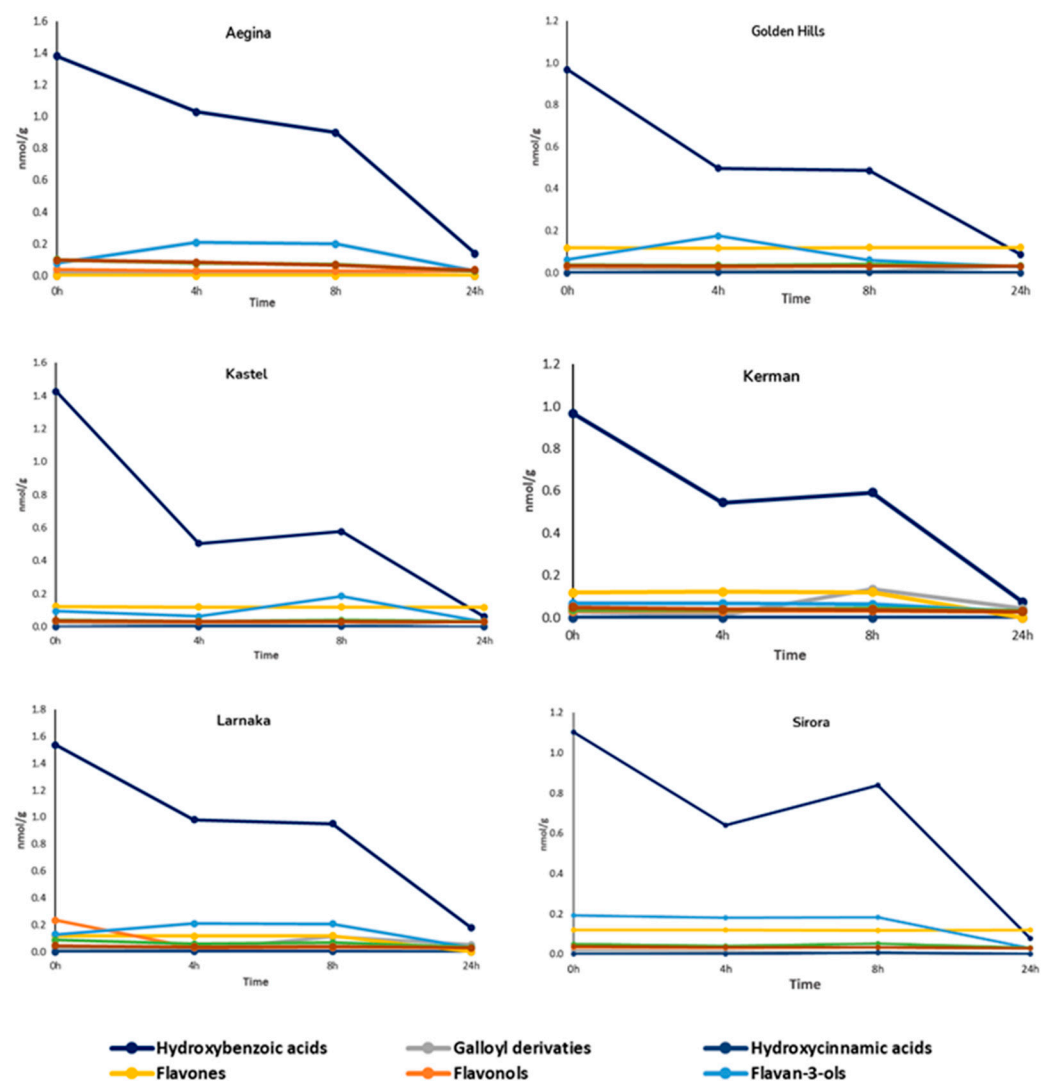 Aegina
1.6
1.4
1.2
1.0
0.8
0.6
0.4
0.2
0.0
nmol/g
0h 4h 8h 24h
Time
Golden Hills
1.2
1.0
0.8
0.6
0.4
0.2
0.0
nmol/g
0h 4h 8h 24h
Time
Kastel
1.6
1.4
1.2
1.0
0.8
0.6
0.4
0.2
0.0
nmol/g
0h 4h 8h 24h
Time
Kerman
1.2
1.0
0.8
0.6
0.4
0.2
0.0
nmol/g
0h 4h 8h 24h
Time
Larnaka
1.8
1.6
1.4
1.2
1.0
0.8
0.6
0.4
0.2
0.0
nmol/g
0h 4h 8h 24h
Time
Sirora
1.2
1.0
0.8
0.6
0.4
0.2
0.0
nmol/g
0h 4h 8h 24h
Time
Hydroxybenzoic acids Galloyl derivaties Hydroxycinnamic acids
Flavones Flavonols Flavan-3-ols